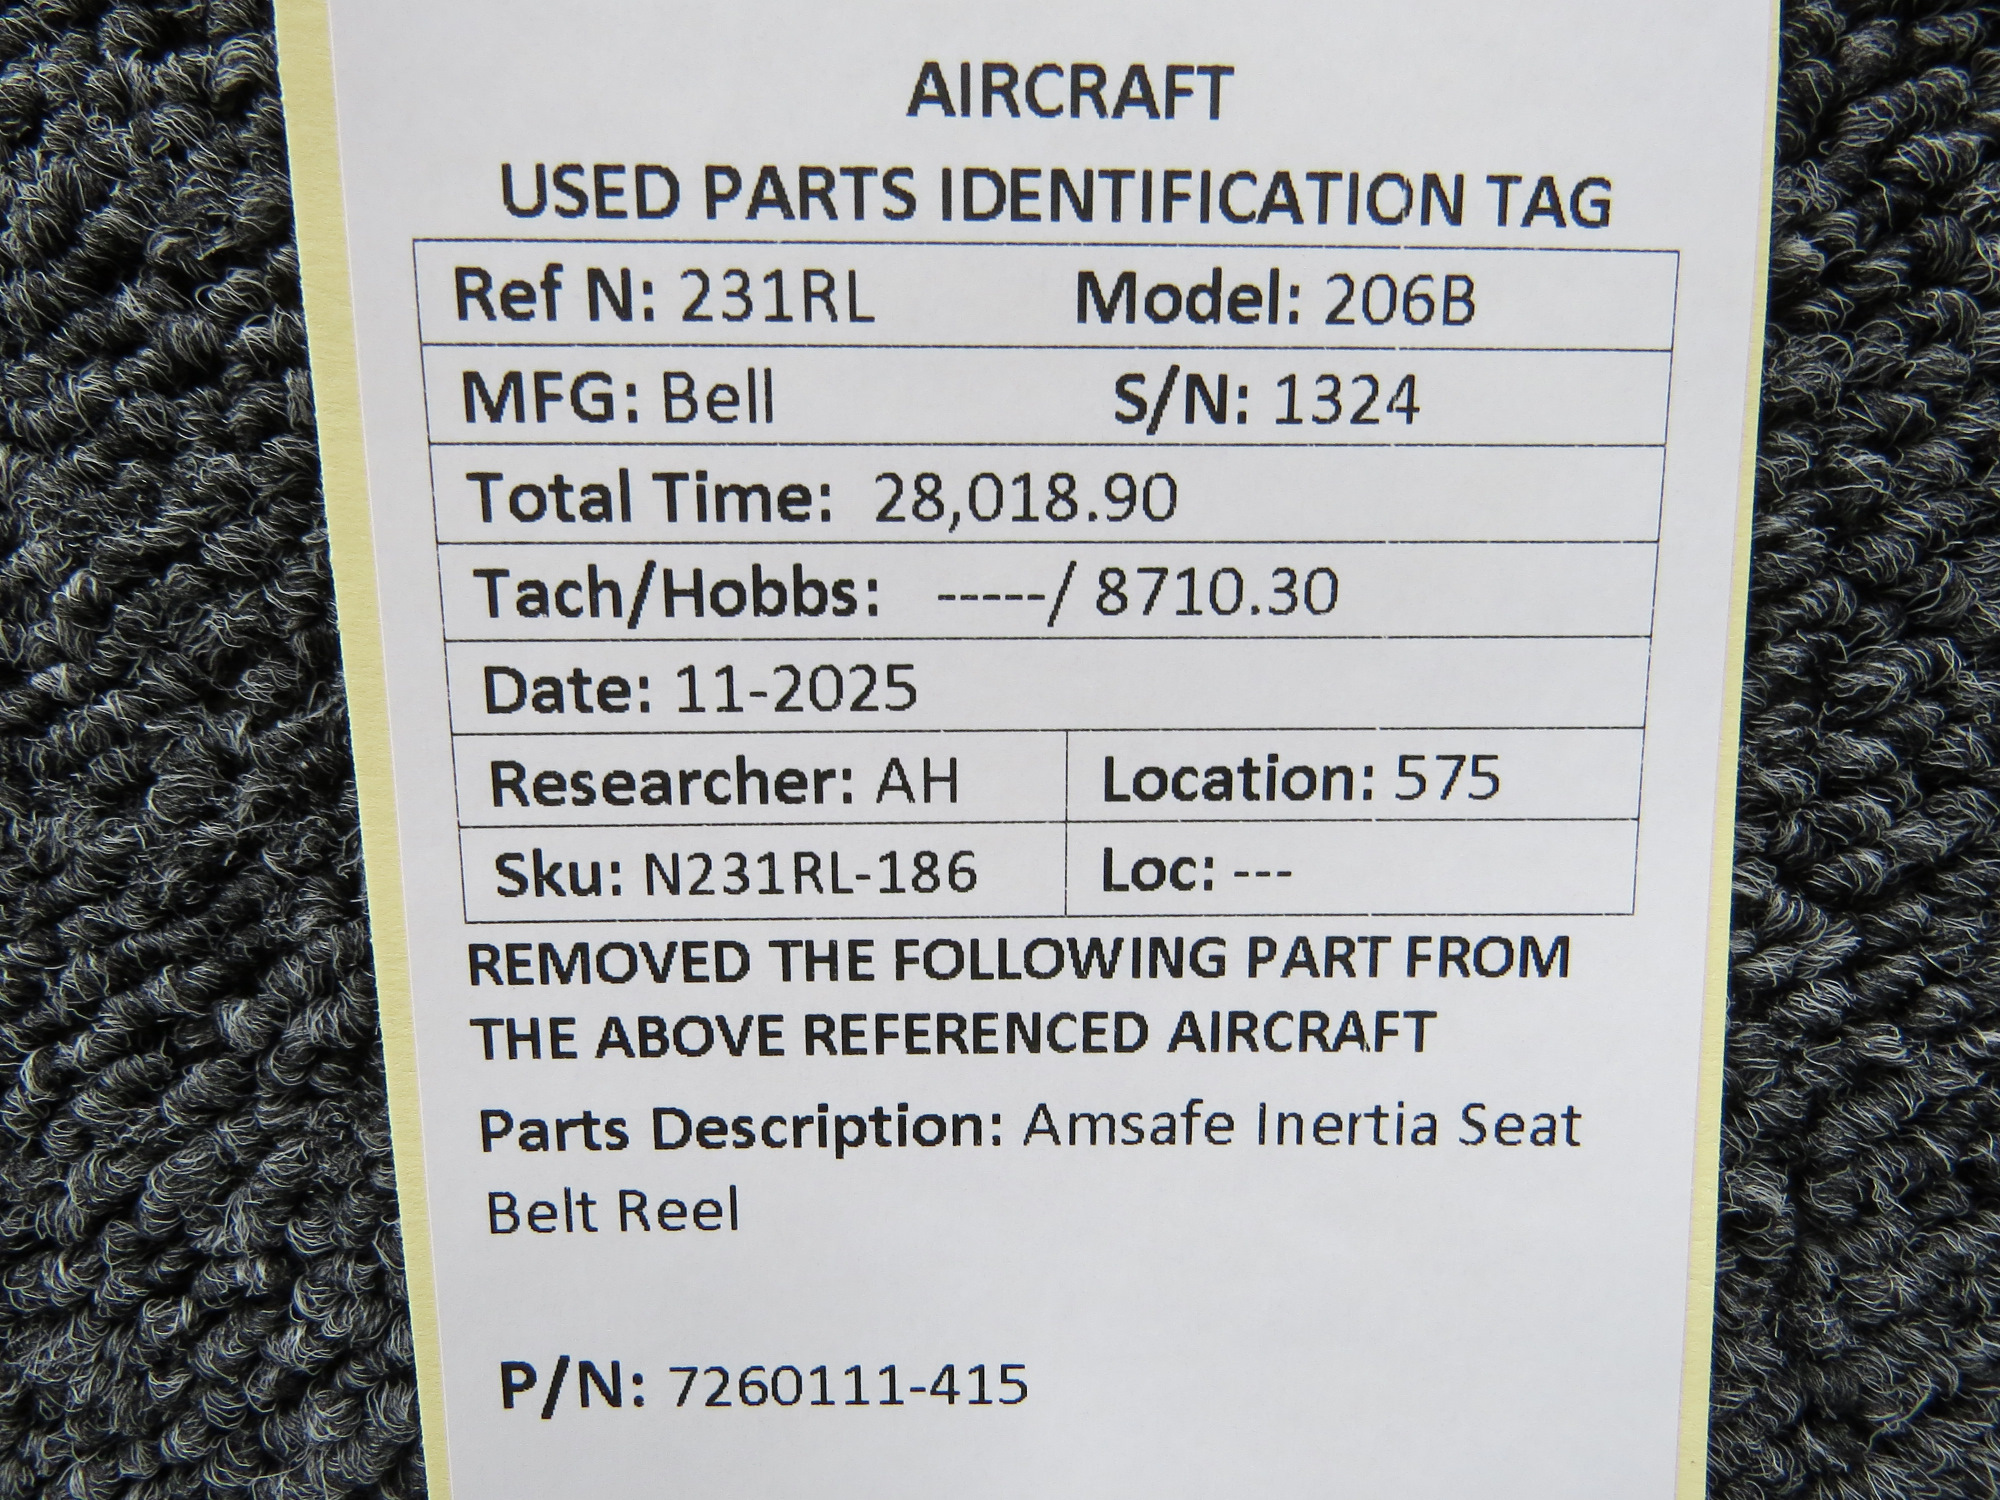 AIRCRAFT
USED PARTS IDENTIFICATION TAG
Ref N: 231RL Model: 206B
MFG: Bell S/N: 1324
Total Time: 28,018.90
Tach/Hobbs: -----/ 8710.30
Date: 11-2025
Researcher: AH Location: 575
Sku: N231RL-186 Loc: ---
REMOVED THE FOLLOWING PART FROM
THE ABOVE REFERENCED AIRCRAFT
Parts Description: Amsafe Inertia Seat
Belt Reel
P/N: 7260111-415